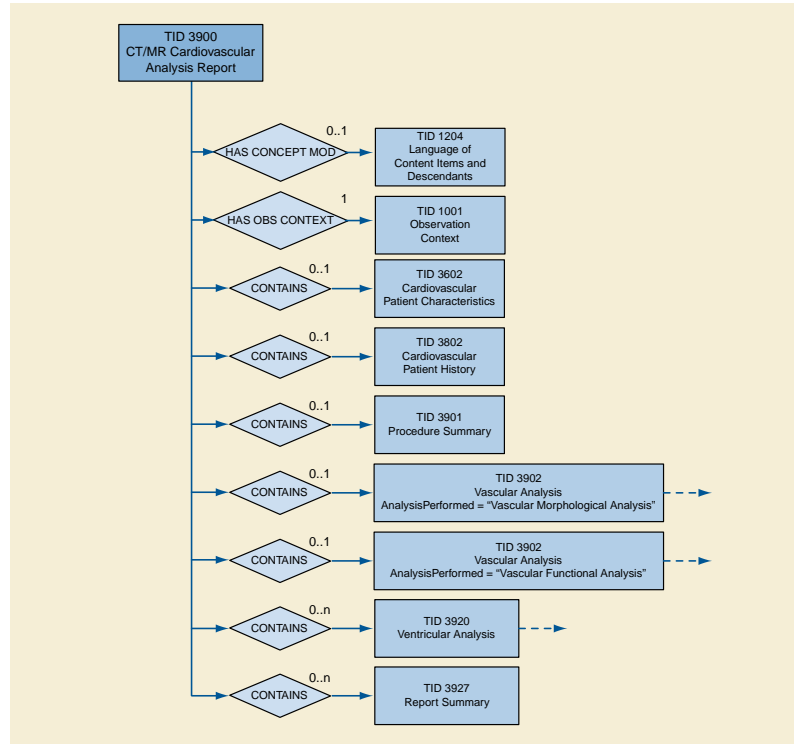 TID 3900
CT/MR Cardiovascular
Analysis Report
0..1
HAS CONCEPT MOD
TID 1204
Language of
Content Items and
Descendants
1
HAS OBS CONTEXT
TID 1001
Observation
Context
0..1
CONTAINS
TID 3602
Cardiovascular
Patient Characteristics
0..1
CONTAINS
TID 3802
Cardiovascular
Patient History
0..1
CONTAINS
TID 3901
Procedure Summary
0..1
CONTAINS
TID 3902
Vascular Analysis
AnalysisPerformed = “Vascular Morphological Analysis”
0..1
CONTAINS
TID 3902
Vascular Analysis
AnalysisPerformed = “Vascular Functional Analysis”
0..n
CONTAINS
TID 3920
Ventricular Analysis
0..n
CONTAINS
TID 3927
Report Summary